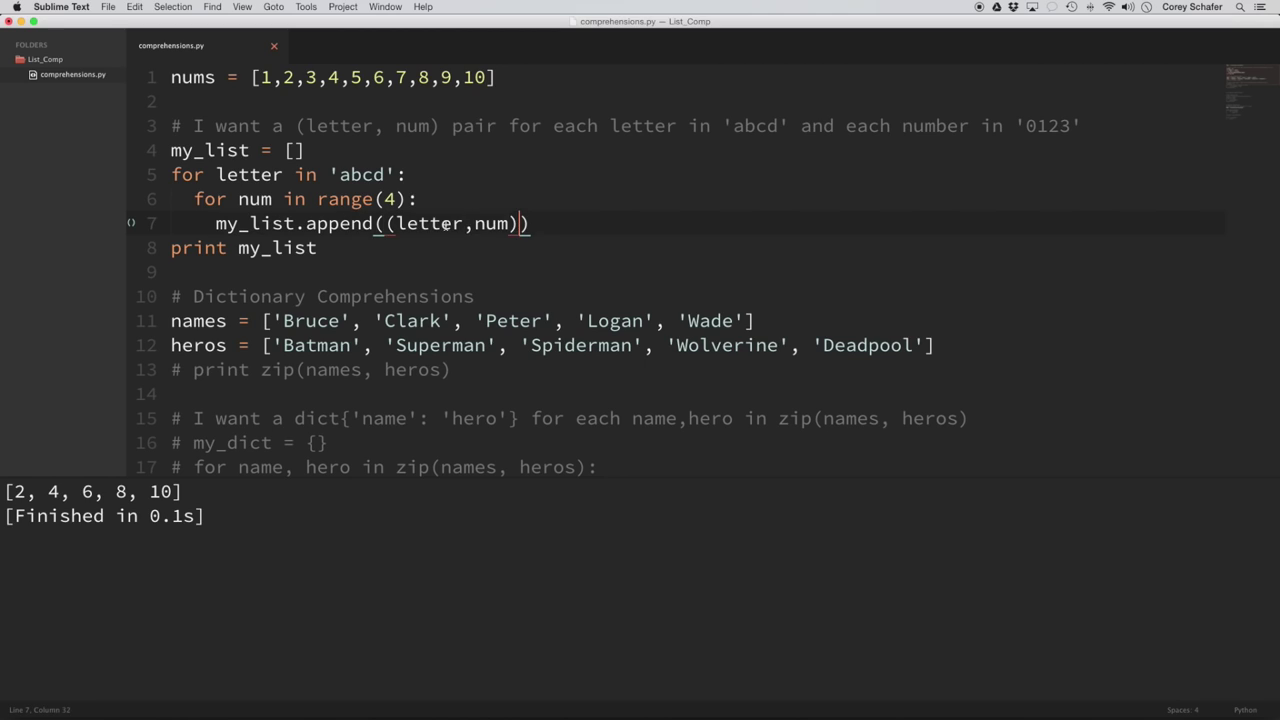 Sublime Text File Edit Selection Find View Goto Tools Project Window Help Corey Schafer
comprehensions.py — List_Comp
FOLDERS
List_Comp
comprehensions.py
comprehensions.py
1 nums = [1,2,3,4,5,6,7,8,9,10]
2
3 # I want a (letter, num) pair for each letter in 'abcd' and each number in '0123'
4 my_list = []
5 for letter in 'abcd':
6 for num in range(4):
7 my_list.append((letter,num))
8 print my_list
9
10 # Dictionary Comprehensions
11 names = ['Bruce', 'Clark', 'Peter', 'Logan', 'Wade']
12 heros = ['Batman', 'Superman', 'Spiderman', 'Wolverine', 'Deadpool']
13 # print zip(names, heros)
14
15 # I want a dict{'name': 'hero'} for each name,hero in zip(names, heros)
16 # my_dict = {}
17 # for name, hero in zip(names, heros):
[2, 4, 6, 8, 10]
[Finished in 0.1s]
Line 7, Column 32 Spaces: 4 Python